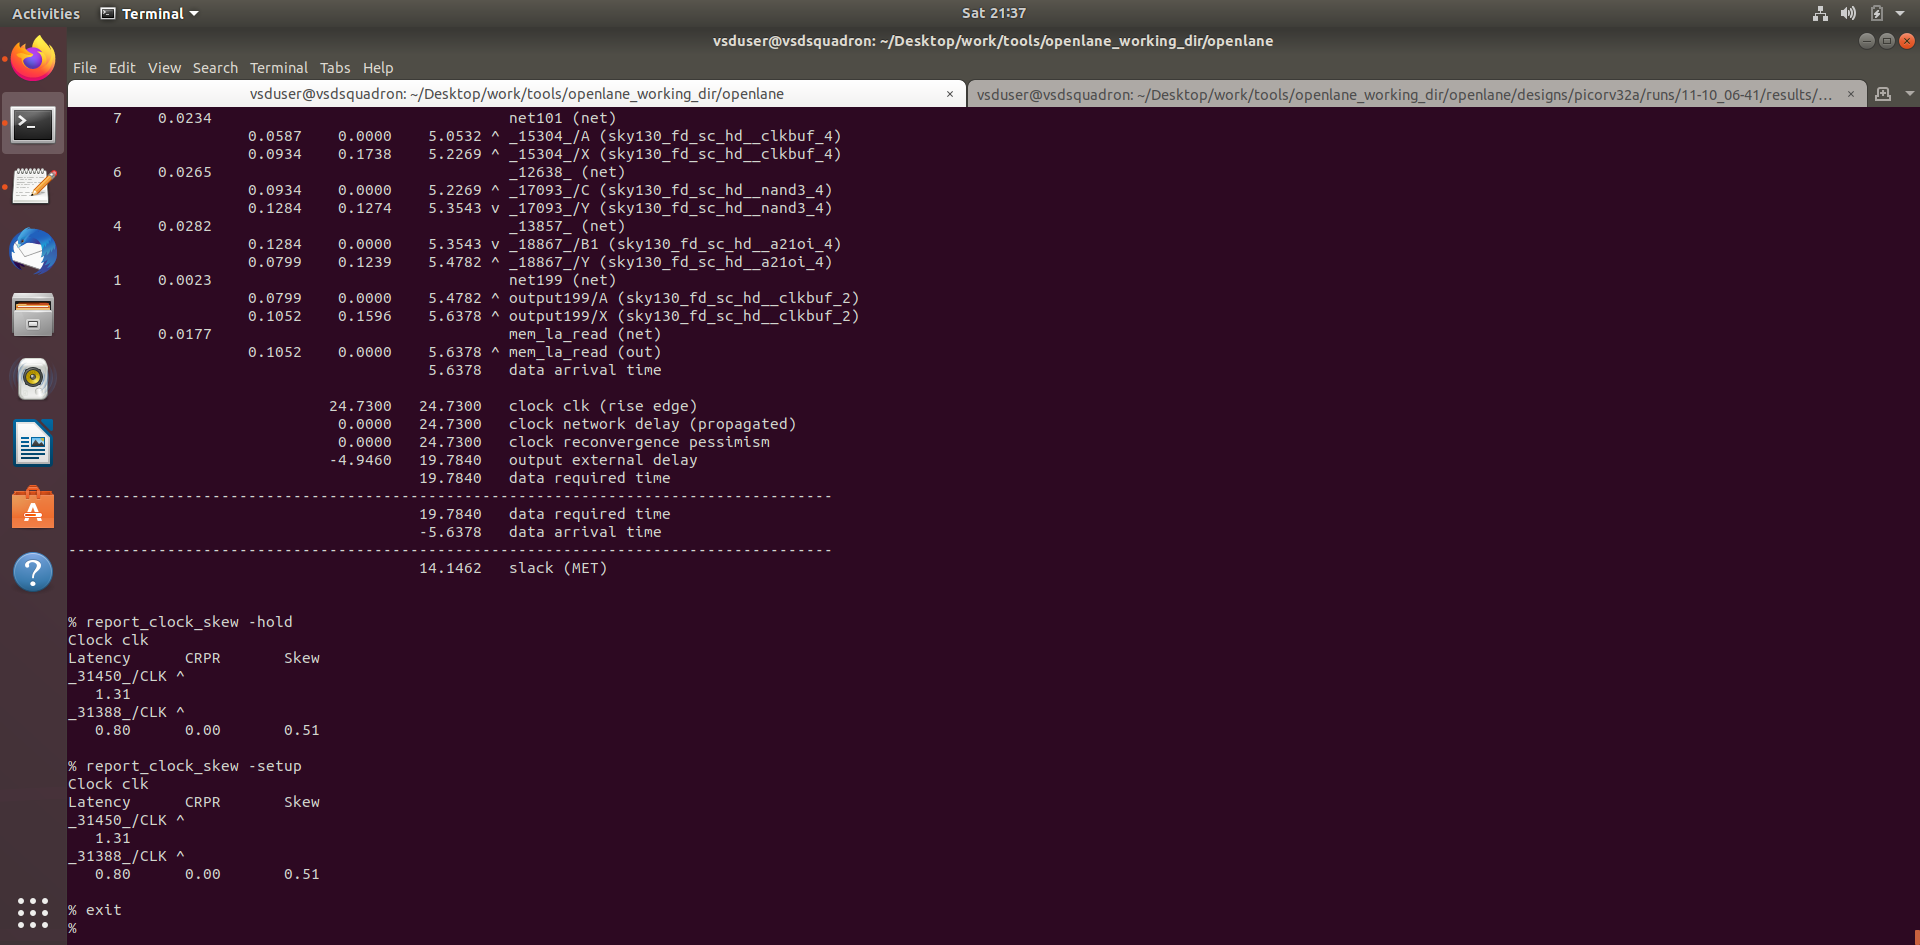 Activities Terminal Sat 21:37
vsduser@vsdsquadron: ~/Desktop/work/tools/openlane_working_dir/openlane
File Edit View Search Terminal Tabs Help
vsduser@vsdsquadron: ~/Desktop/work/tools/openlane_working_dir/openlane × vsduser@vsdsquadron: ~/Desktop/work/tools/openlane_working_dir/openlane/designs/picorv32a/runs/11-10_06-41/results/... ×
7 0.0234 net101 (net)
0.0587 0.0000 5.0532 ^ _15304_/A (sky130_fd_sc_hd__clkbuf_4)
0.0934 0.1738 5.2269 ^ _15304_/X (sky130_fd_sc_hd__clkbuf_4)
6 0.0265 _12638_ (net)
0.0934 0.0000 5.2269 ^ _17093_/C (sky130_fd_sc_hd__nand3_4)
0.1284 0.1274 5.3543 v _17093_/Y (sky130_fd_sc_hd__nand3_4)
4 0.0282 _13857_ (net)
0.1284 0.0000 5.3543 v _18867_/B1 (sky130_fd_sc_hd__a21oi_4)
0.0799 0.1239 5.4782 ^ _18867_/Y (sky130_fd_sc_hd__a21oi_4)
1 0.0023 net199 (net)
0.0799 0.0000 5.4782 ^ output199/A (sky130_fd_sc_hd__clkbuf_2)
0.1052 0.1596 5.6378 ^ output199/X (sky130_fd_sc_hd__clkbuf_2)
1 0.0177 mem_la_read (net)
0.1052 0.0000 5.6378 ^ mem_la_read (out)
5.6378 data arrival time
24.7300 24.7300 clock clk (rise edge)
0.0000 24.7300 clock network delay (propagated)
0.0000 24.7300 clock reconvergence pessimism
-4.9460 19.7840 output external delay
19.7840 data required time
-------------------------------------------------------------------------------------
19.7840 data required time
-5.6378 data arrival time
-------------------------------------------------------------------------------------
14.1462 slack (MET)
% report_clock_skew -hold
Clock clk
Latency CRPR Skew
_31450_/CLK ^
1.31
_31388_/CLK ^
0.80 0.00 0.51
% report_clock_skew -setup
Clock clk
Latency CRPR Skew
_31450_/CLK ^
1.31
_31388_/CLK ^
0.80 0.00 0.51
% exit
%